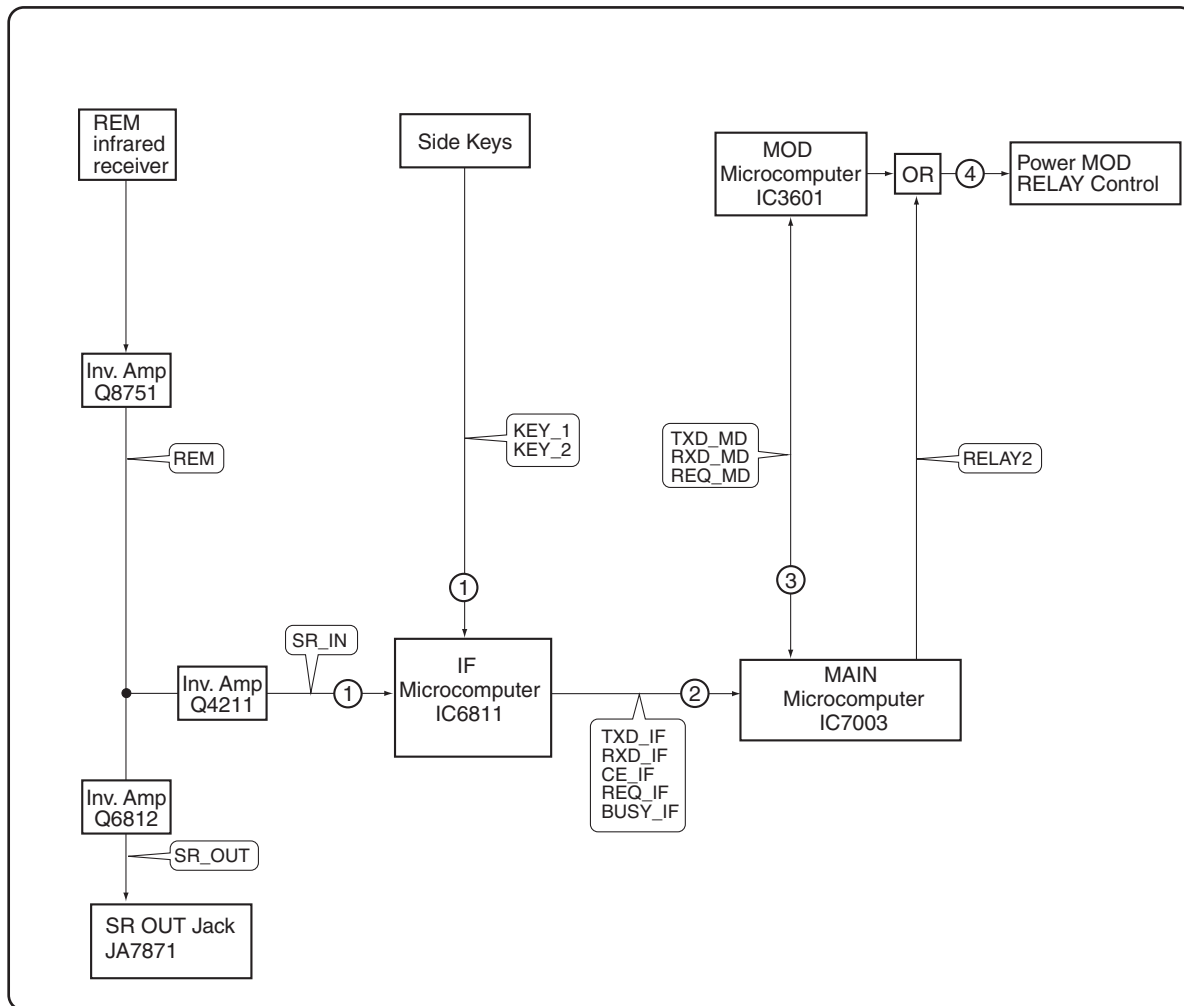 REM
infrared
receiver
Side Keys
MOD
Microcomputer
IC3601
OR
4
Power MOD
RELAY Control
Inv. Amp
Q8751
REM
KEY_1
KEY_2
TXD_MD
RXD_MD
REQ_MD
RELAY2
1
3
SR_IN
Inv. Amp
Q4211
1
IF
Microcomputer
IC6811
2
MAIN
Microcomputer
IC7003
TXD_IF
RXD_IF
CE_IF
REQ_IF
BUSY_IF
Inv. Amp
Q6812
SR_OUT
SR OUT Jack
JA7871